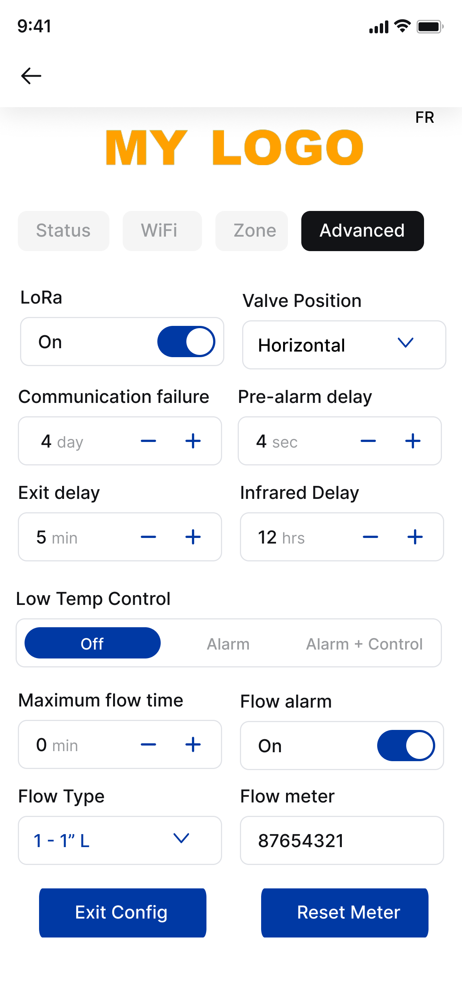 9:41
FR
MY LOGO
Status WiFi Zone Advanced
LoRa Valve Position
On Horizontal
Communication failure Pre-alarm delay
4 day 4 sec
Exit delay Infrared Delay
5 min 12 hrs
Low Temp Control
Off Alarm Alarm + Control
Maximum flow time Flow alarm
0 min On
Flow Type Flow meter
1 - 1” L 87654321
Exit Config Reset Meter